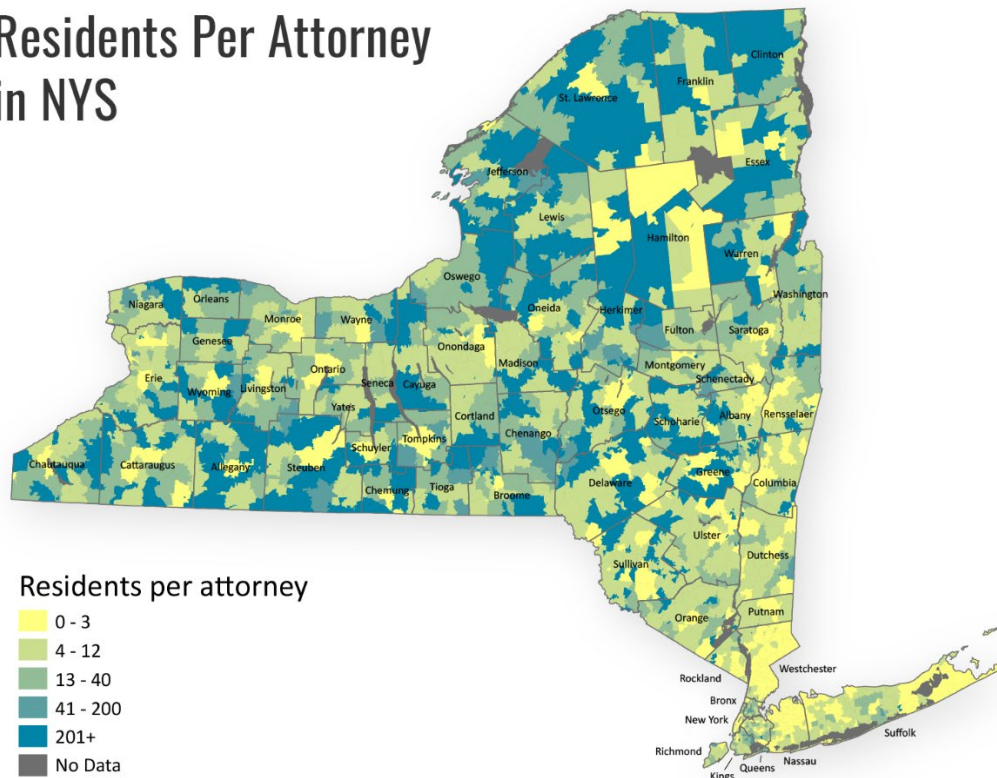 Residents Per Attorney
in NYS
Clinton
Franklin
St. Lawrence
Essex
Jefferson
Lewis
Hamilton
Warren
Oswego
Washington
Oneida
Herkimer
Niagara
Orleans
Monroe
Wayne
Fulton
Saratoga
Genesee
Onondaga
Madison
Montgomery
Schenectady
Erie
Wyoming
Livingston
Ontario
Seneca
Cayuga
Yates
Otsego
Schoharie
Albany
Rensselaer
Cortland
Chenango
Tompkins
Schuyler
Chautauqua
Cattaraugus
Allegany
Steuben
Greene
Delaware
Columbia
Chemung
Tioga
Broome
Ulster
Dutchess
Sullivan
Orange
Putnam
Rockland
Westchester
Bronx
New York
Suffolk
Richmond
Nassau
Queens
Kings
Residents per attorney
0 - 3
4 - 12
13 - 40
41 - 200
201+
No Data